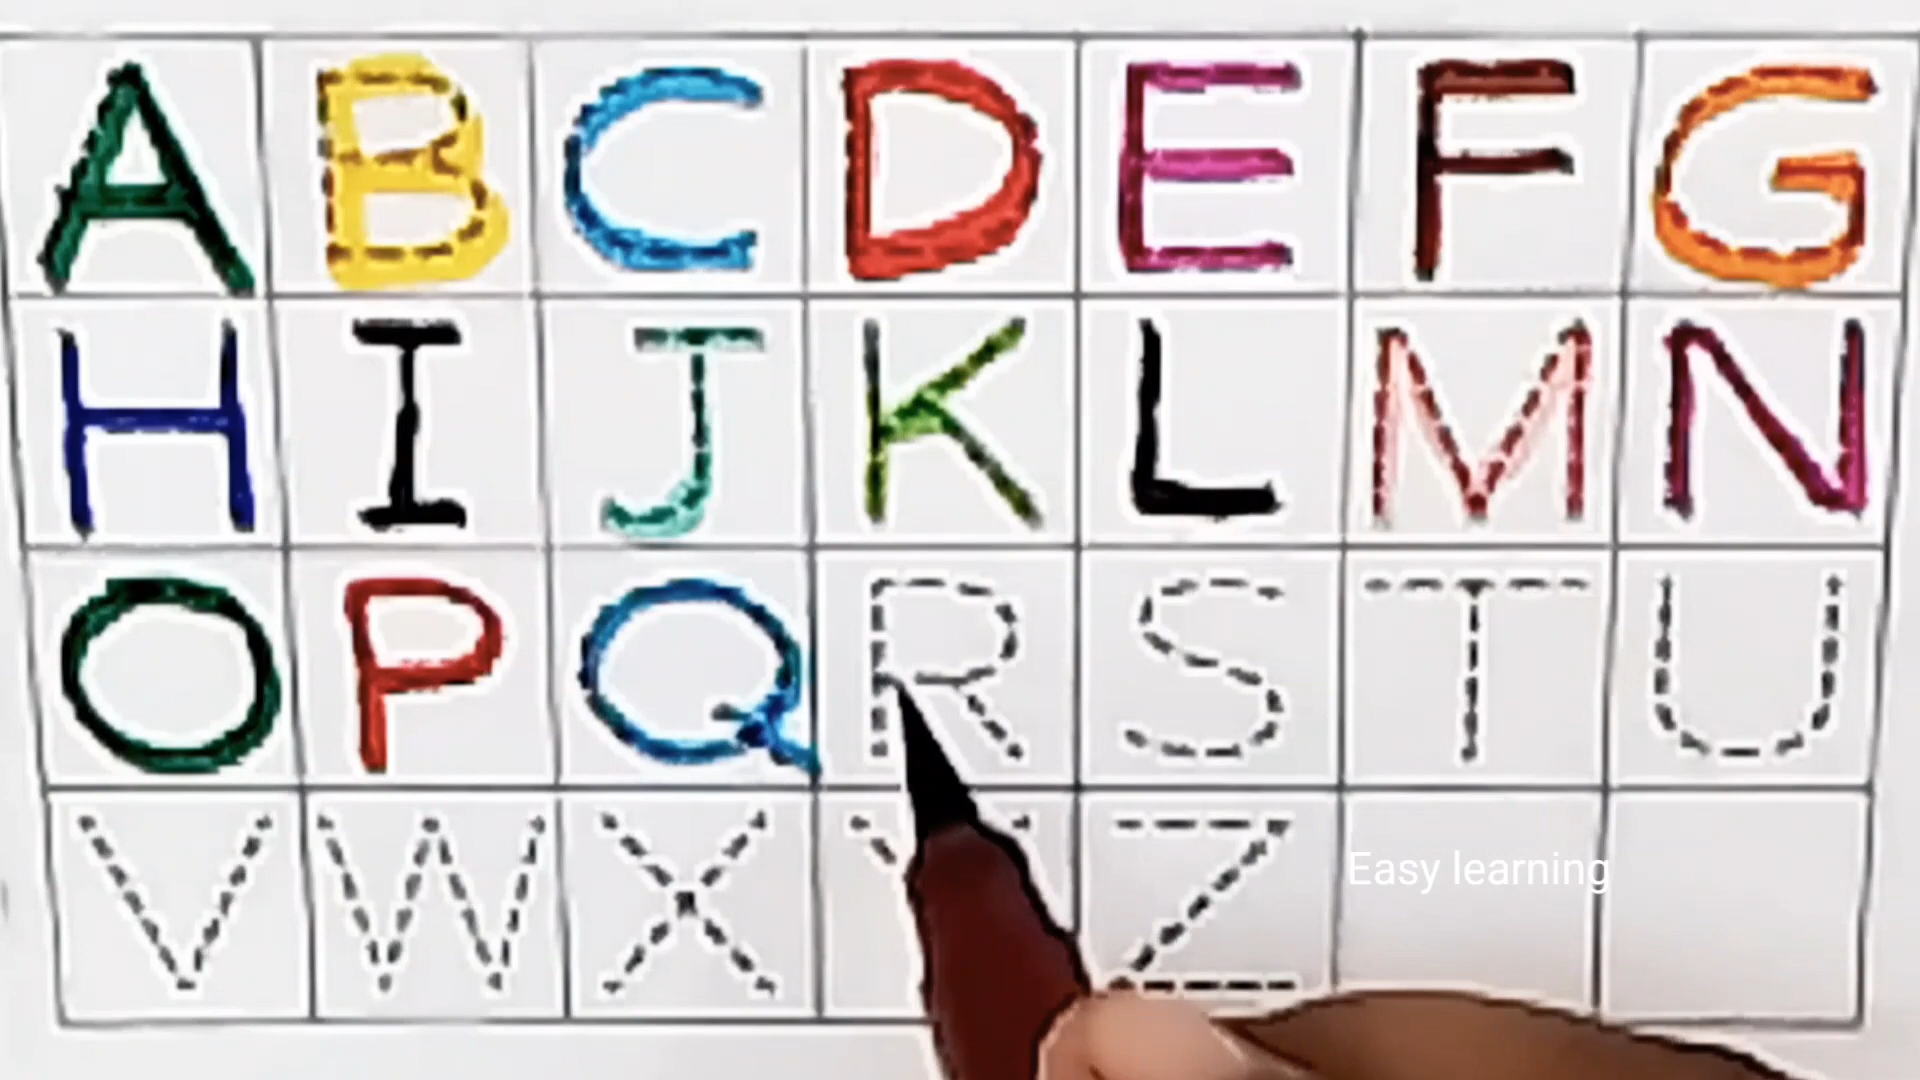 A B C D E F G
H I J K L M N
O P Q R S T U
V W X Y Z
Easy learning